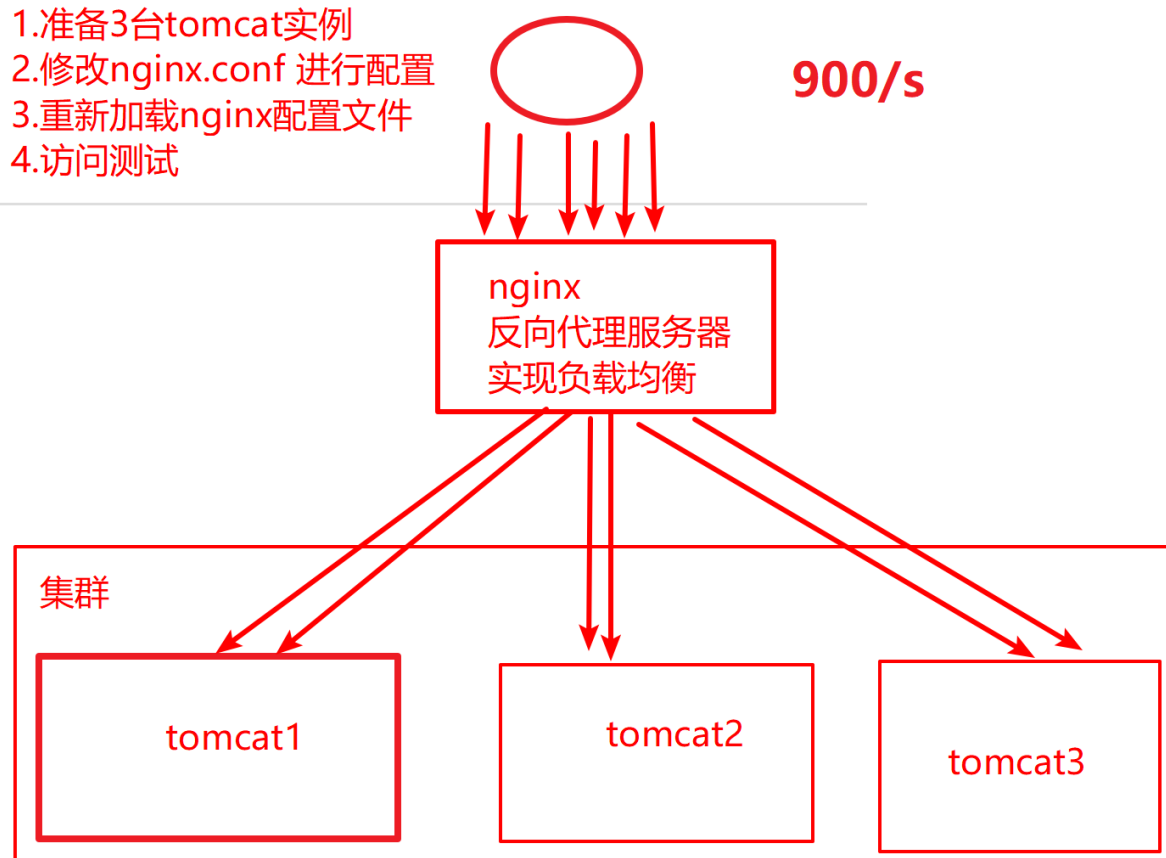 1.准备3台tomcat实例
2.修改nginx.conf 进行配置
3.重新加载nginx配置文件
4.访问测试
900/s
nginx
反向代理服务器
实现负载均衡
集群
tomcat1
tomcat2
tomcat3